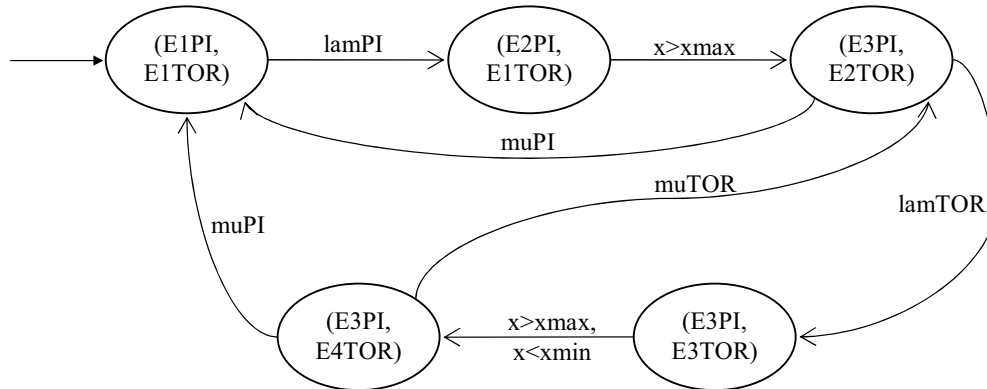 (E1PI,
E1TOR)
lamPI
(E2PI,
E1TOR)
x>xmax
(E3PI,
E2TOR)
muPI
muTOR
lamTOR
muPI
(E3PI,
E4TOR)
x>xmax,
x<xmin
(E3PI,
E3TOR)